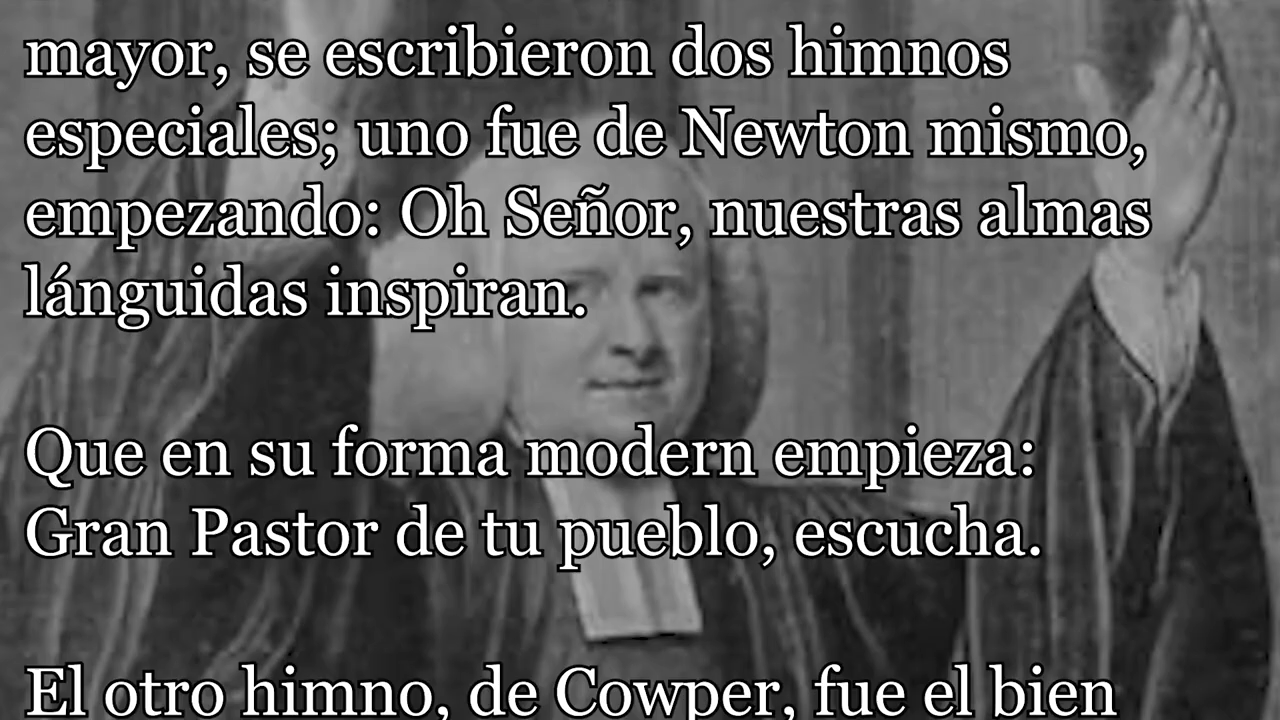 mayor, se escribieron dos himnos
especiales; uno fue de Newton mismo,
empezando: Oh Señor, nuestras almas
lánguidas inspiran.
Que en su forma modern empieza:
Gran Pastor de tu pueblo, escucha.
El otro himno, de Cowper, fue el bien